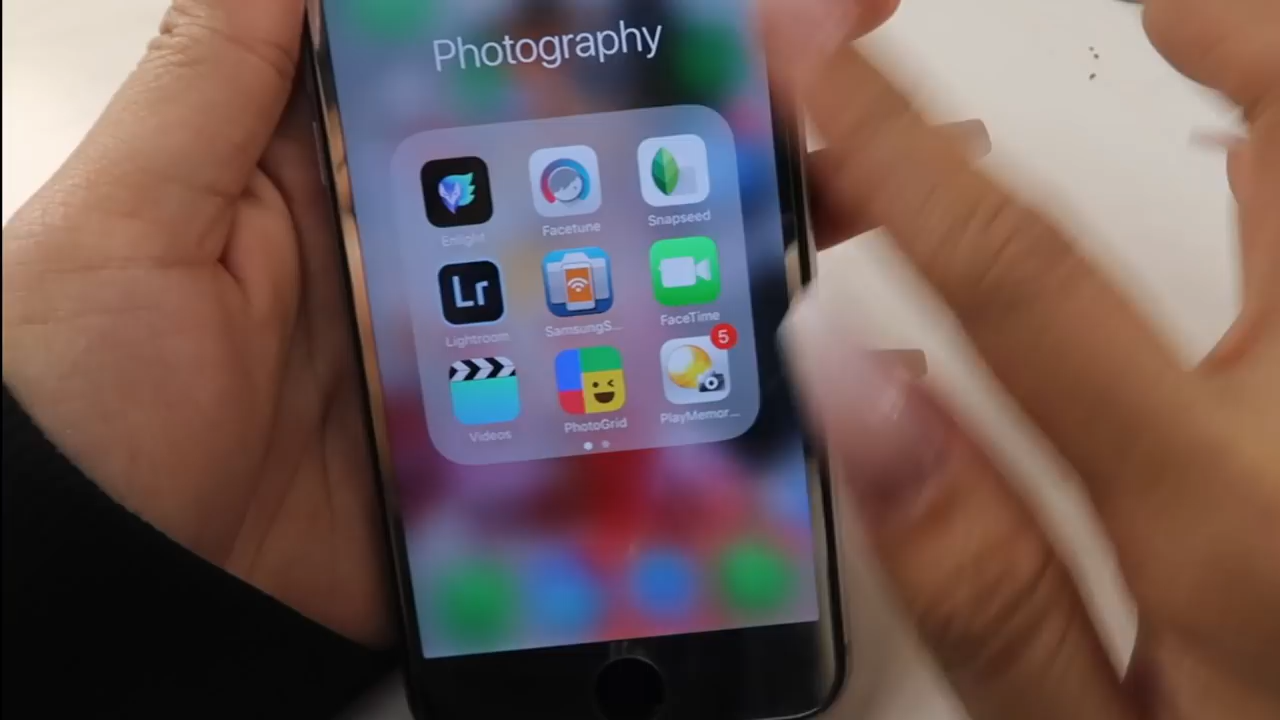 Photography
Enlight Facetune Snapseed
Lr
Lightroom SamsungS... FaceTime
5
Videos PhotoGrid PlayMemor...